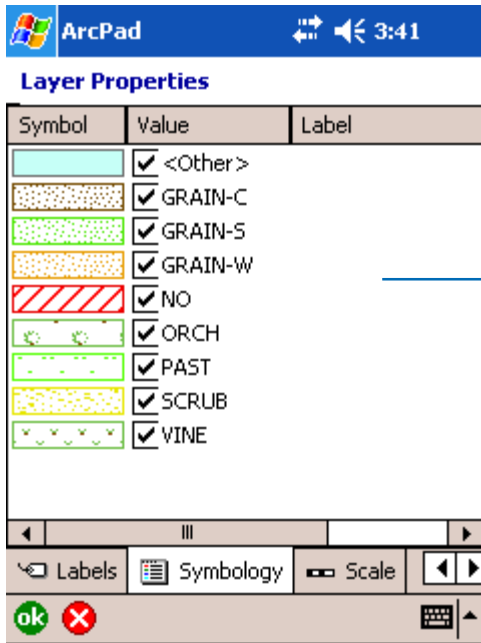 ArcPad 3:41
Layer Properties
Symbol Value Label
<Other>
GRAIN-C
GRAIN-S
GRAIN-W
NO
ORCH
PAST
SCRUB
VINE
Labels Symbology Scale
ok